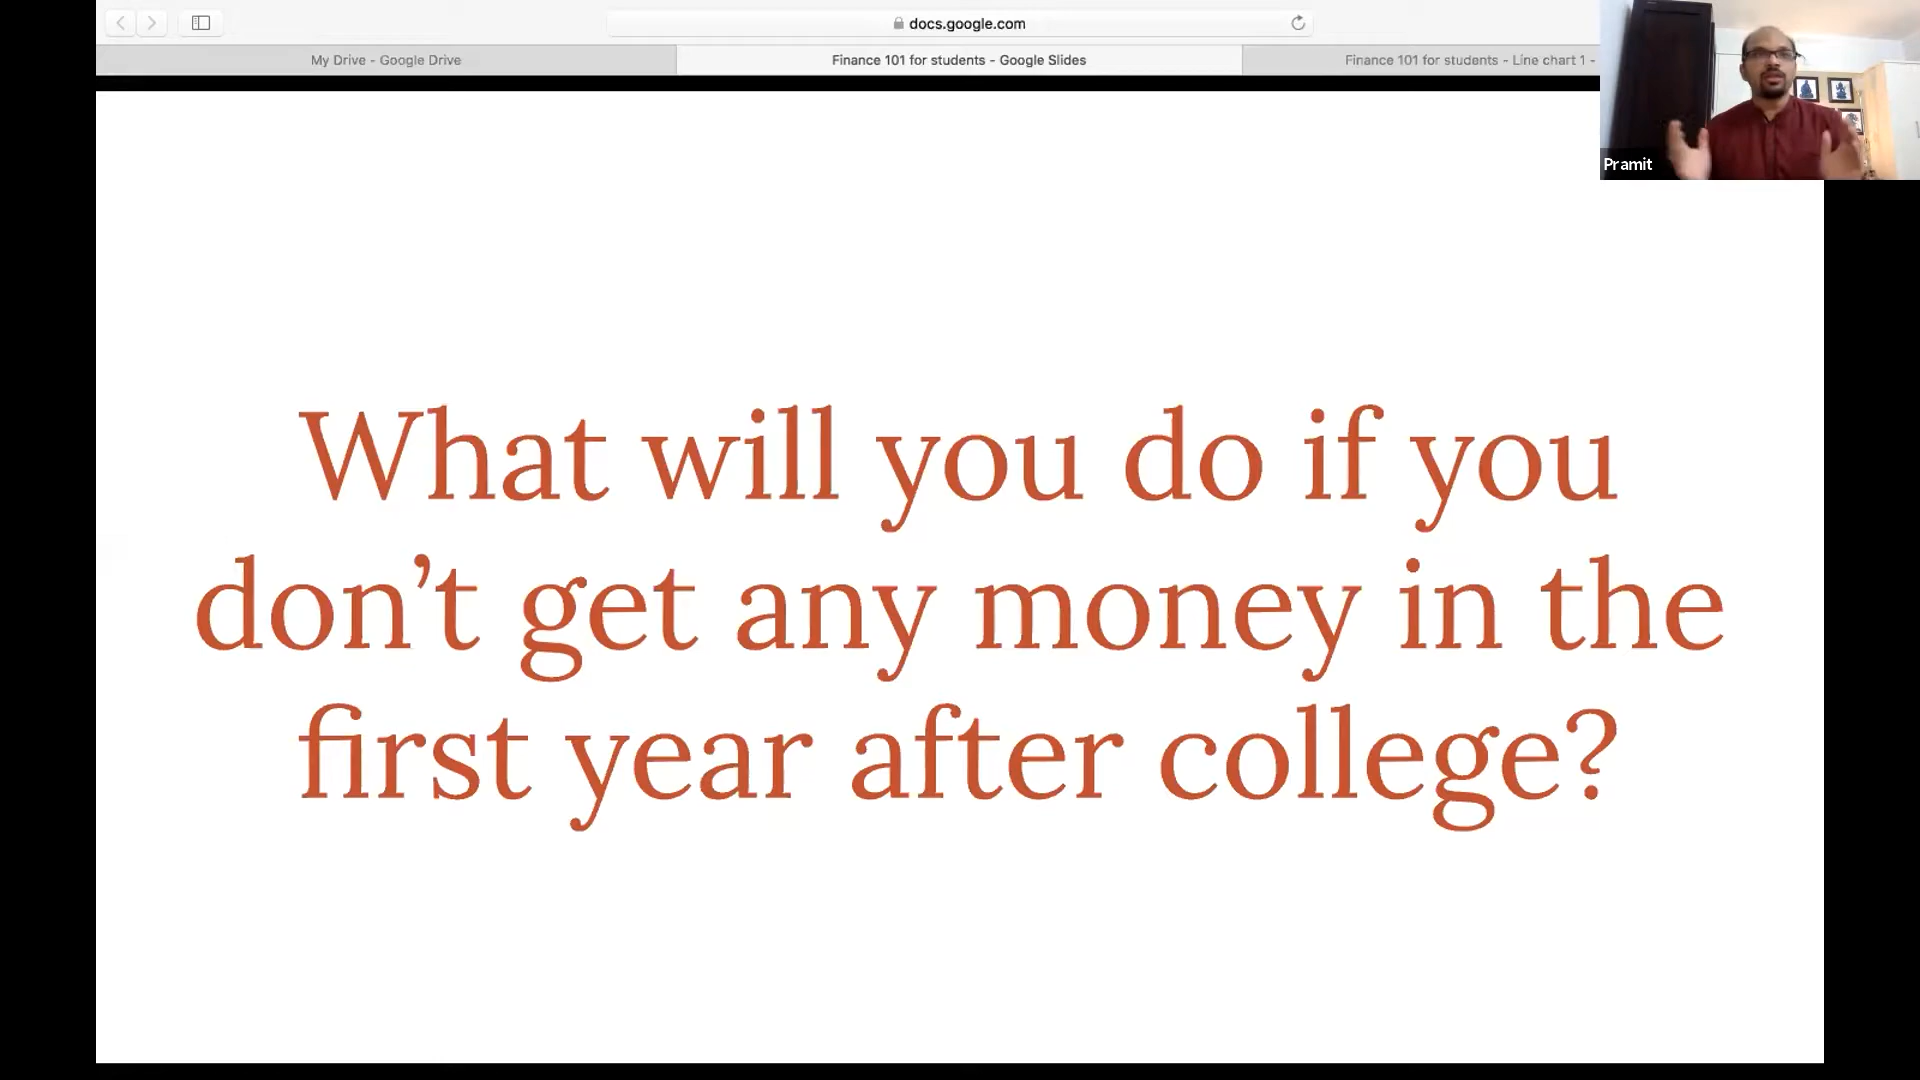 docs.google.com
My Drive - Google Drive
Finance 101 for students - Google Slides
Finance 101 for students - Line chart 1 -
Pramit
What will you do if you
don’t get any money in the
first year after college?